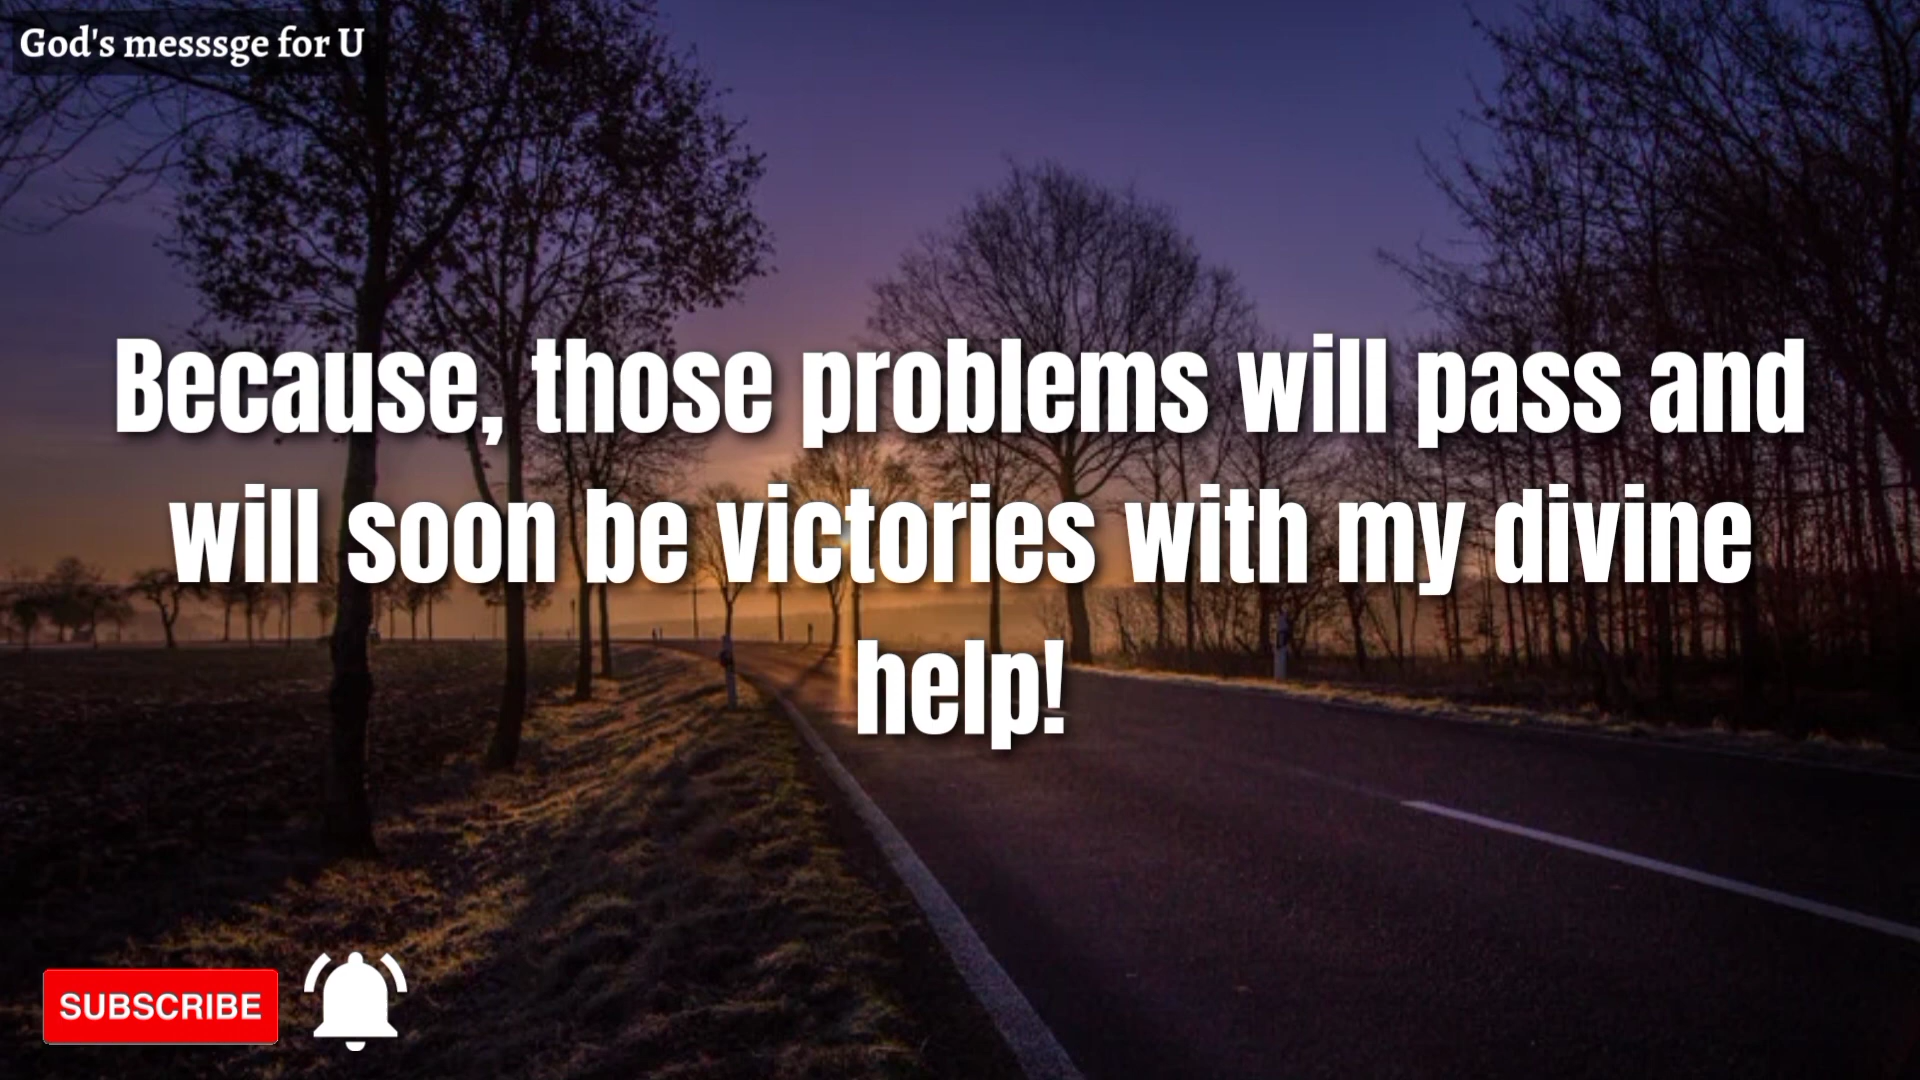 God's messsge for U
Because, those problems will pass and
will soon be victories with my divine
help!
SUBSCRIBE